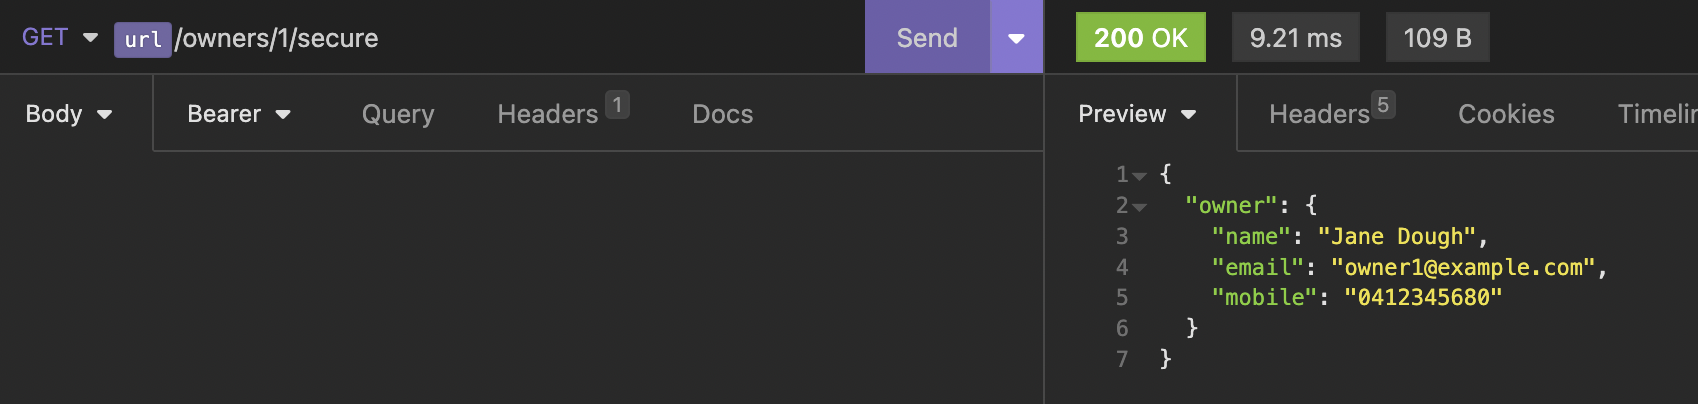 GET url/owners/1/secure Send 200 OK 9.21 ms 109 B
Body Bearer Query Headers 1 Docs
Preview Headers 5 Cookies
1 {
2 "owner": {
3 "name": "Jane Dough",
4 "email": "owner1@example.com",
5 "mobile": "0412345680"
6 }
7 }